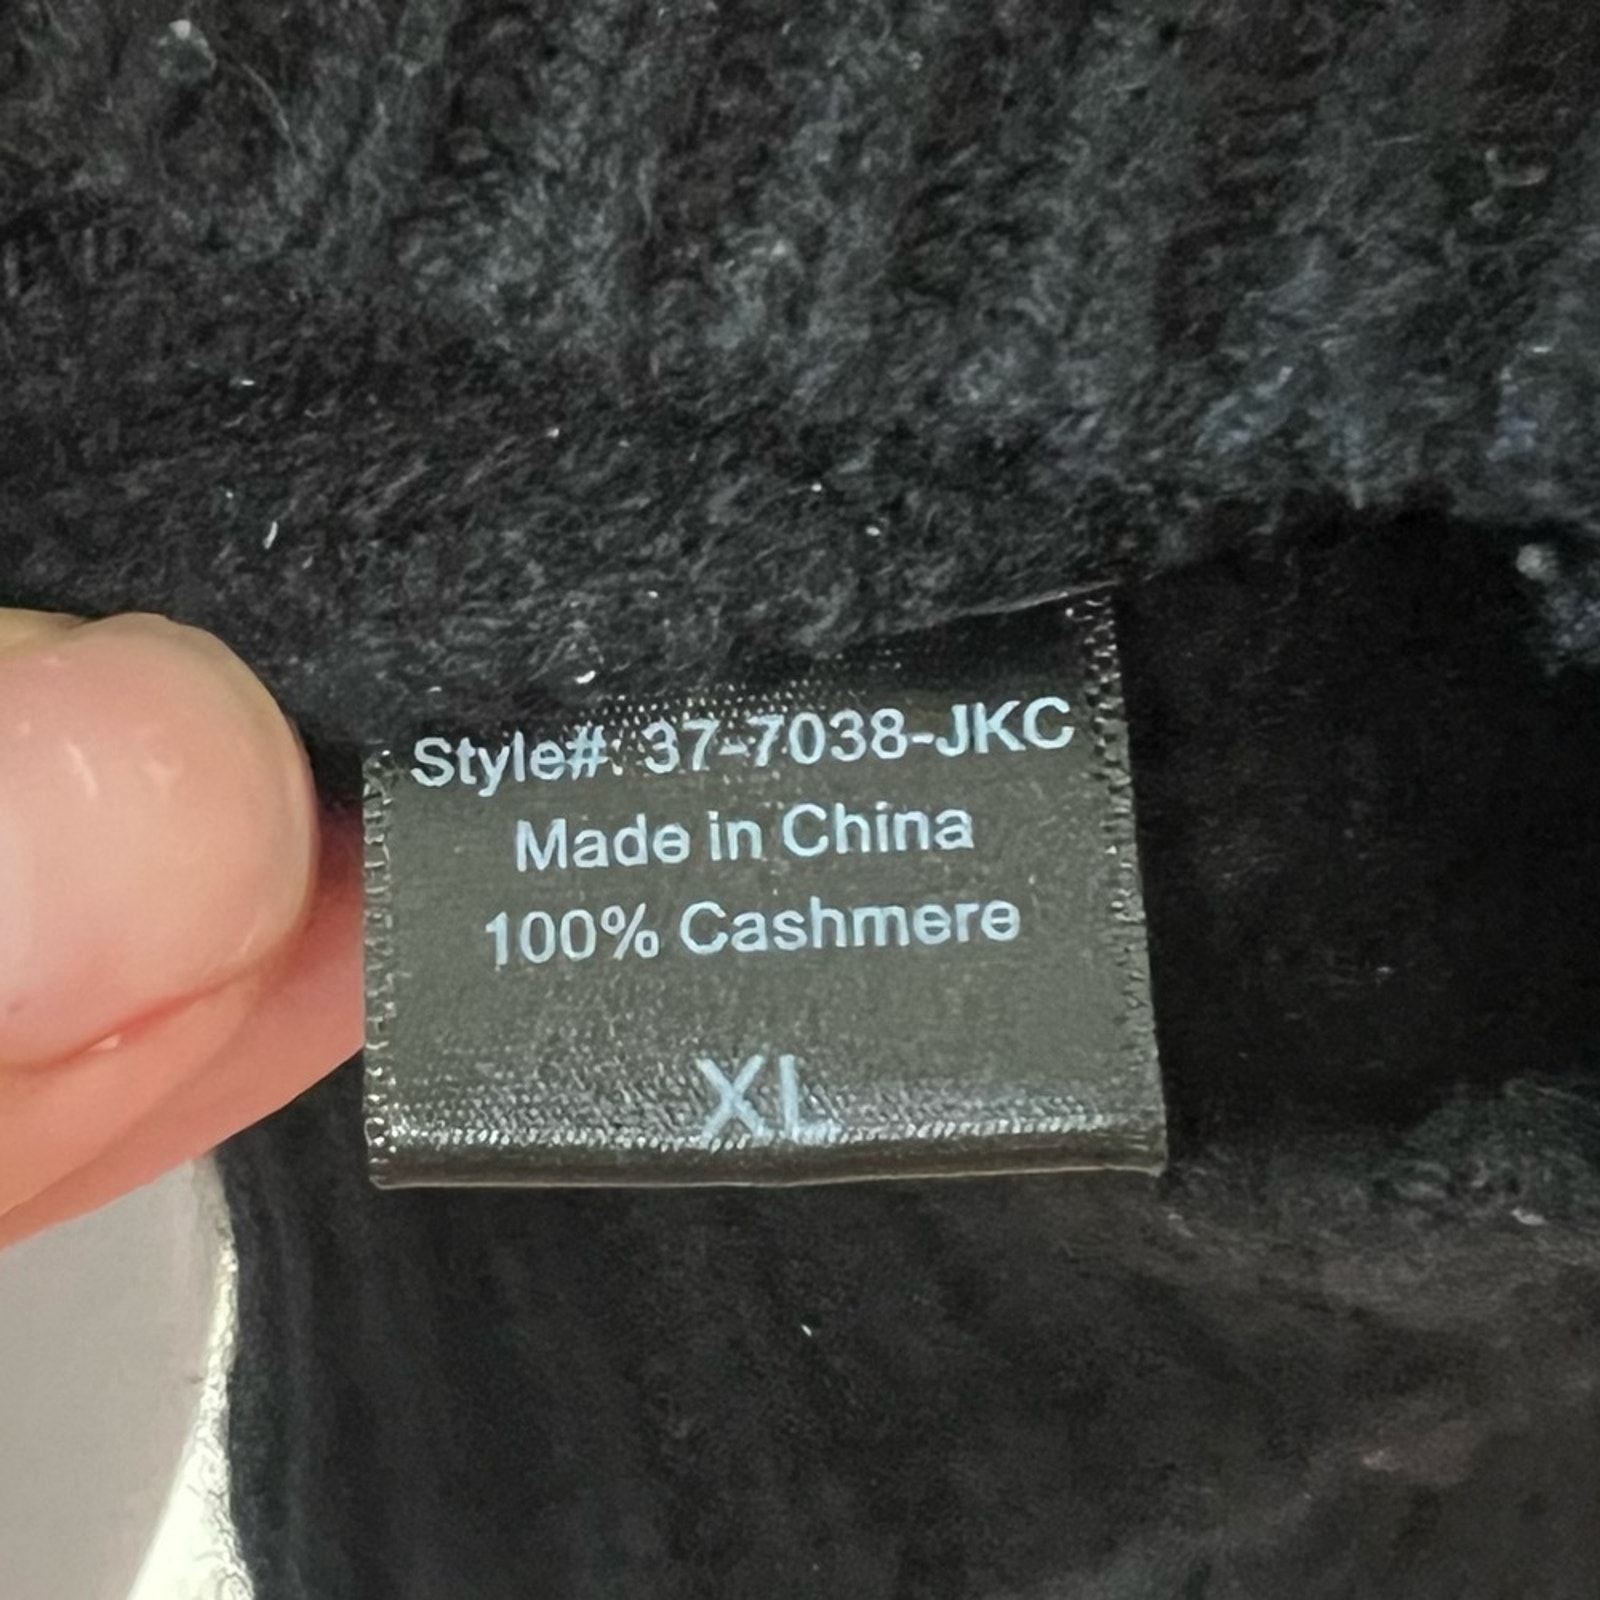 Style#: 37-7038-JKC
Made in China
100% Cashmere
XL